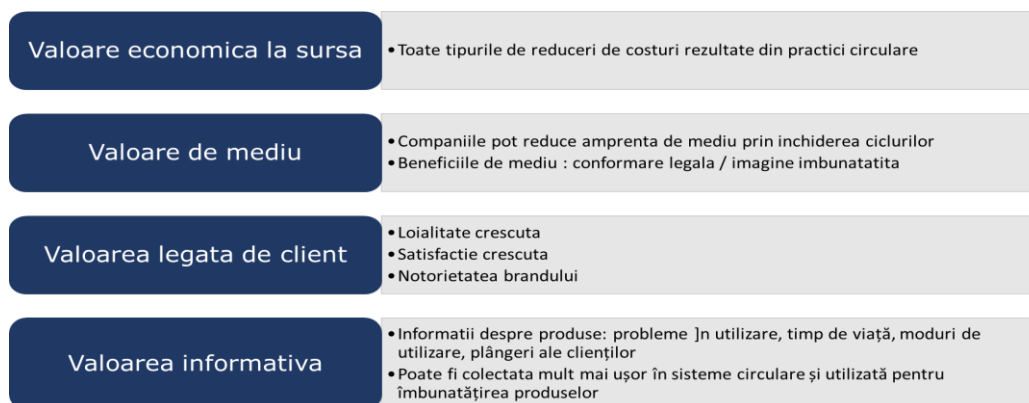 Valoare economica la sursa
•Toate tipurile de reduceri de costuri rezultate din practici circulare
Valoare de mediu
•Companiile pot reduce amprenta de mediu prin inchiderea ciclurilor
•Beneficiile de mediu : conformare legala / imagine imbunatatita
Valoarea legata de client
•Loialitate crescuta
•Satisfactie crescuta
•Notorietatea brandului
Valoarea informativa
•Informatii despre produse: probleme ]n utilizare, timp de viață, moduri de
utilizare, plângeri ale clienților
•Poate fi colectata mult mai ușor în sisteme circulare și utilizată pentru
îmbunatățirea produselor